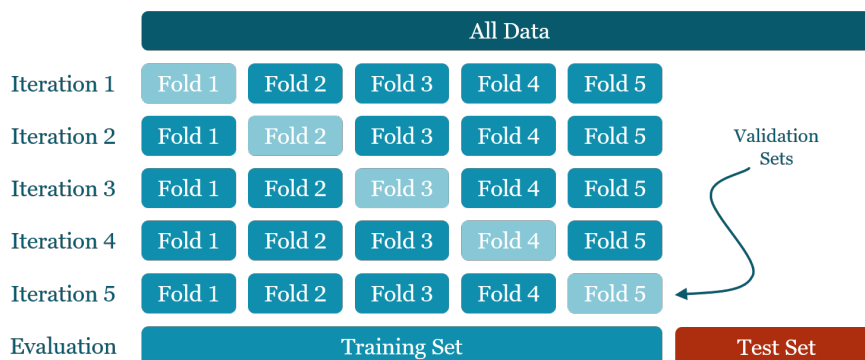 All Data
Iteration 1 Fold 1 Fold 2 Fold 3 Fold 4 Fold 5
Iteration 2 Fold 1 Fold 2 Fold 3 Fold 4 Fold 5
Validation
Sets
Iteration 3 Fold 1 Fold 2 Fold 3 Fold 4 Fold 5
Iteration 4 Fold 1 Fold 2 Fold 3 Fold 4 Fold 5
Iteration 5 Fold 1 Fold 2 Fold 3 Fold 4 Fold 5
Evaluation Training Set Test Set